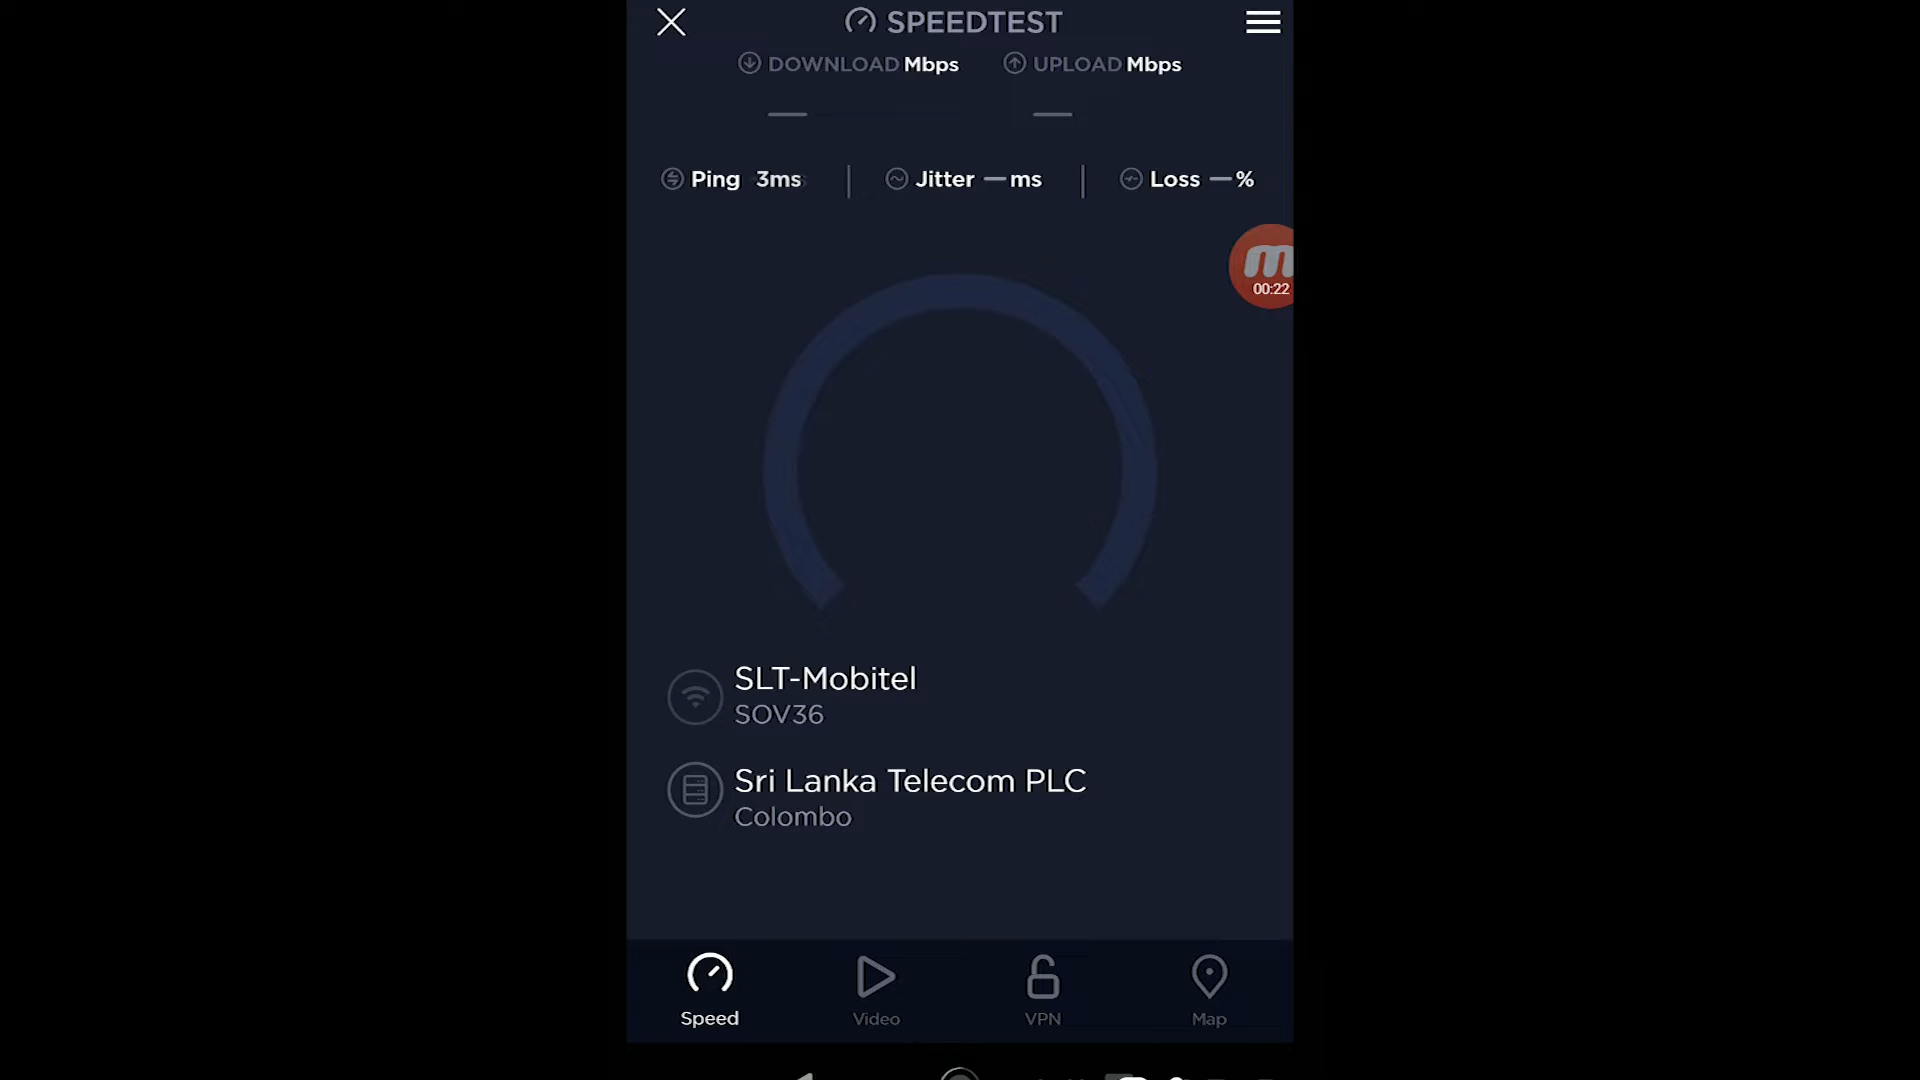 SPEEDTEST
DOWNLOAD Mbps UPLOAD Mbps
— —
Ping 3ms Jitter — ms Loss — %
00:22
SLT-Mobitel
SOV36
Sri Lanka Telecom PLC
Colombo
Speed Video VPN Map